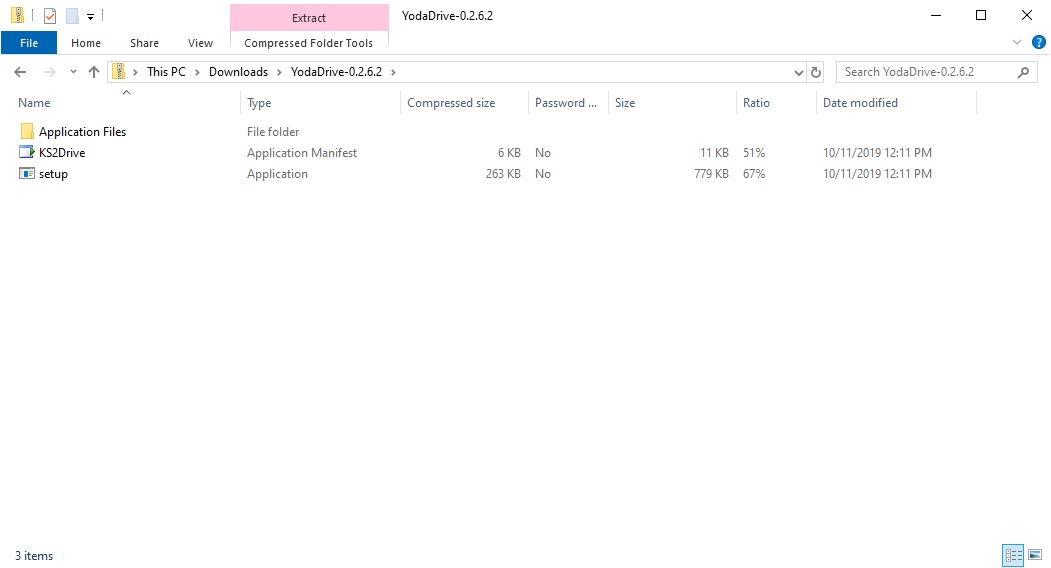 Extract YodaDrive-0.2.6.2
File Home Share View Compressed Folder Tools
This PC Downloads YodaDrive-0.2.6.2 Search YodaDrive-0.2.6.2
Name Type Compressed size Password ... Size Ratio Date modified
Application Files File folder
KS2Drive Application Manifest 6 KB No 11 KB 51% 10/11/2019 12:11 PM
setup Application 263 KB No 779 KB 67% 10/11/2019 12:11 PM
3 items